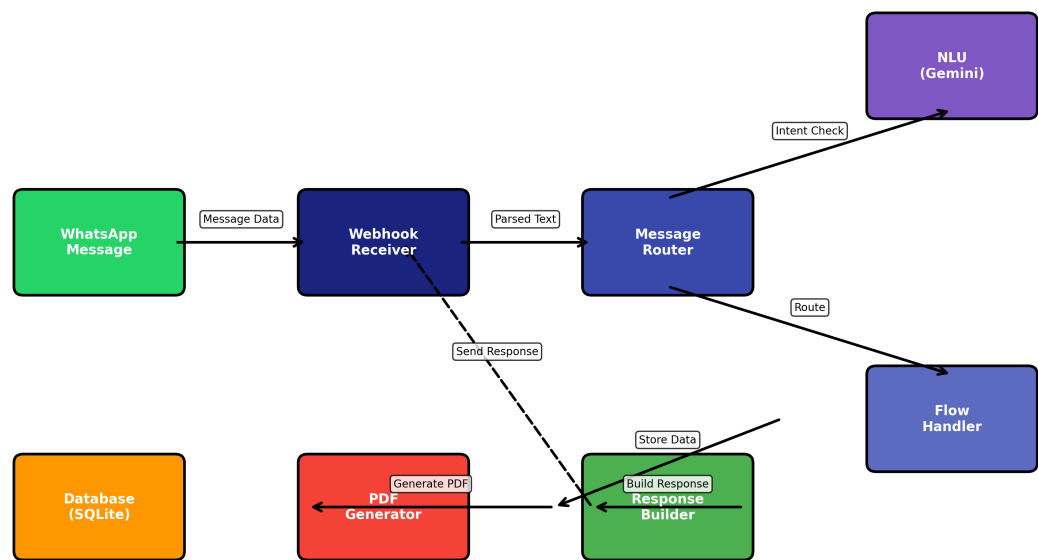 NLU
(Gemini)
Intent Check
WhatsApp
Message
Message Data
Webhook
Receiver
Parsed Text
Message
Router
Route
Send Response
Flow
Handler
Store Data
Database
(SQLite)
Generate PDF
PDF
Generator
Build Response
Response
Builder